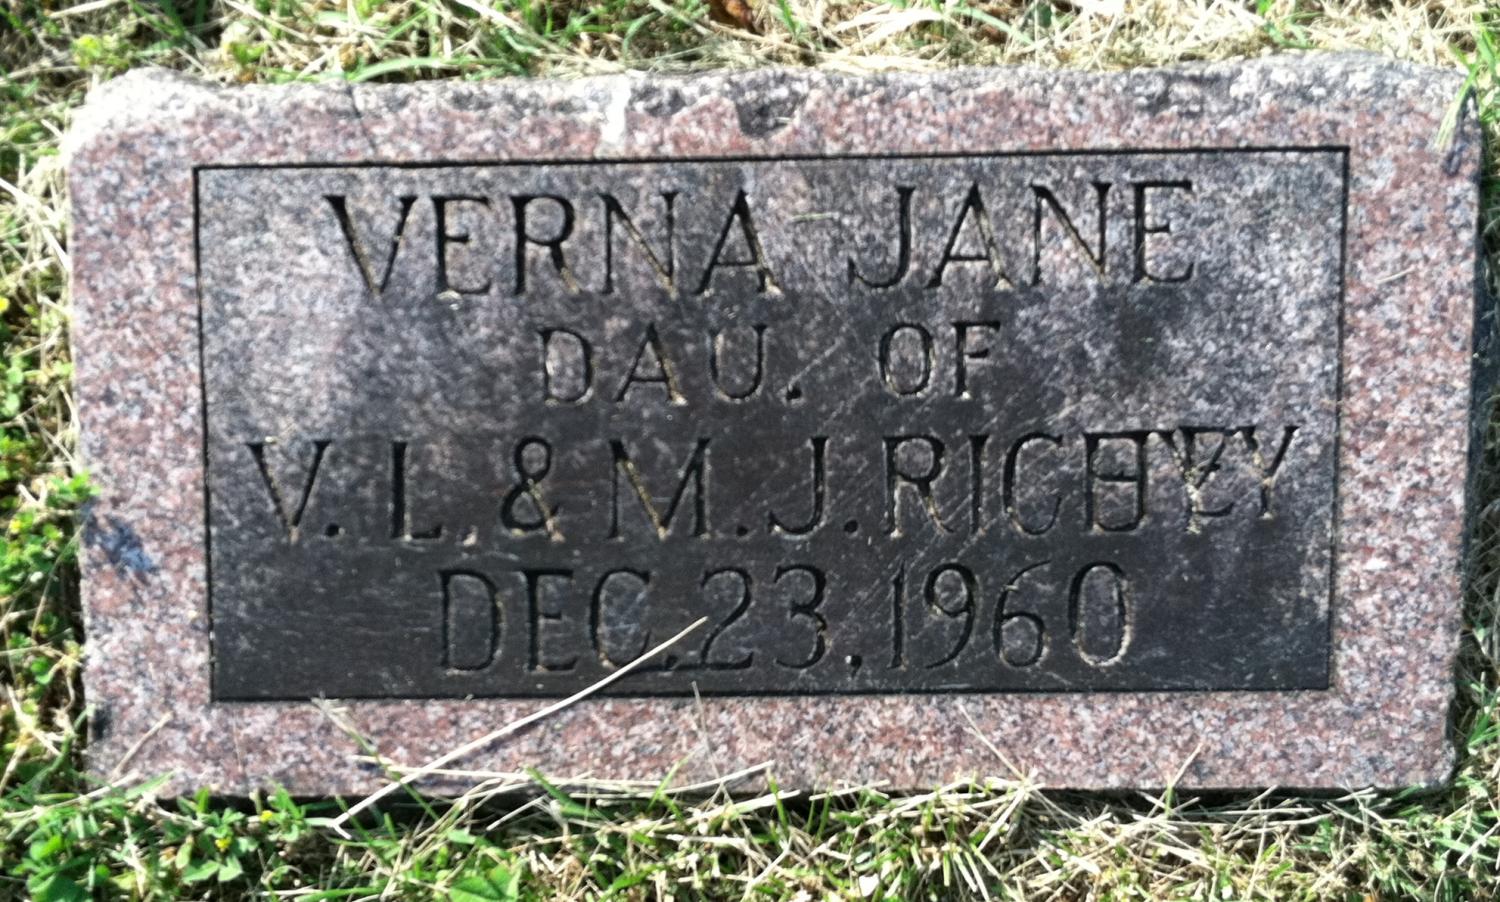 VERNA JANE
DAU. OF
V. L. & M. J. RICHEY
DEC. 23, 1960